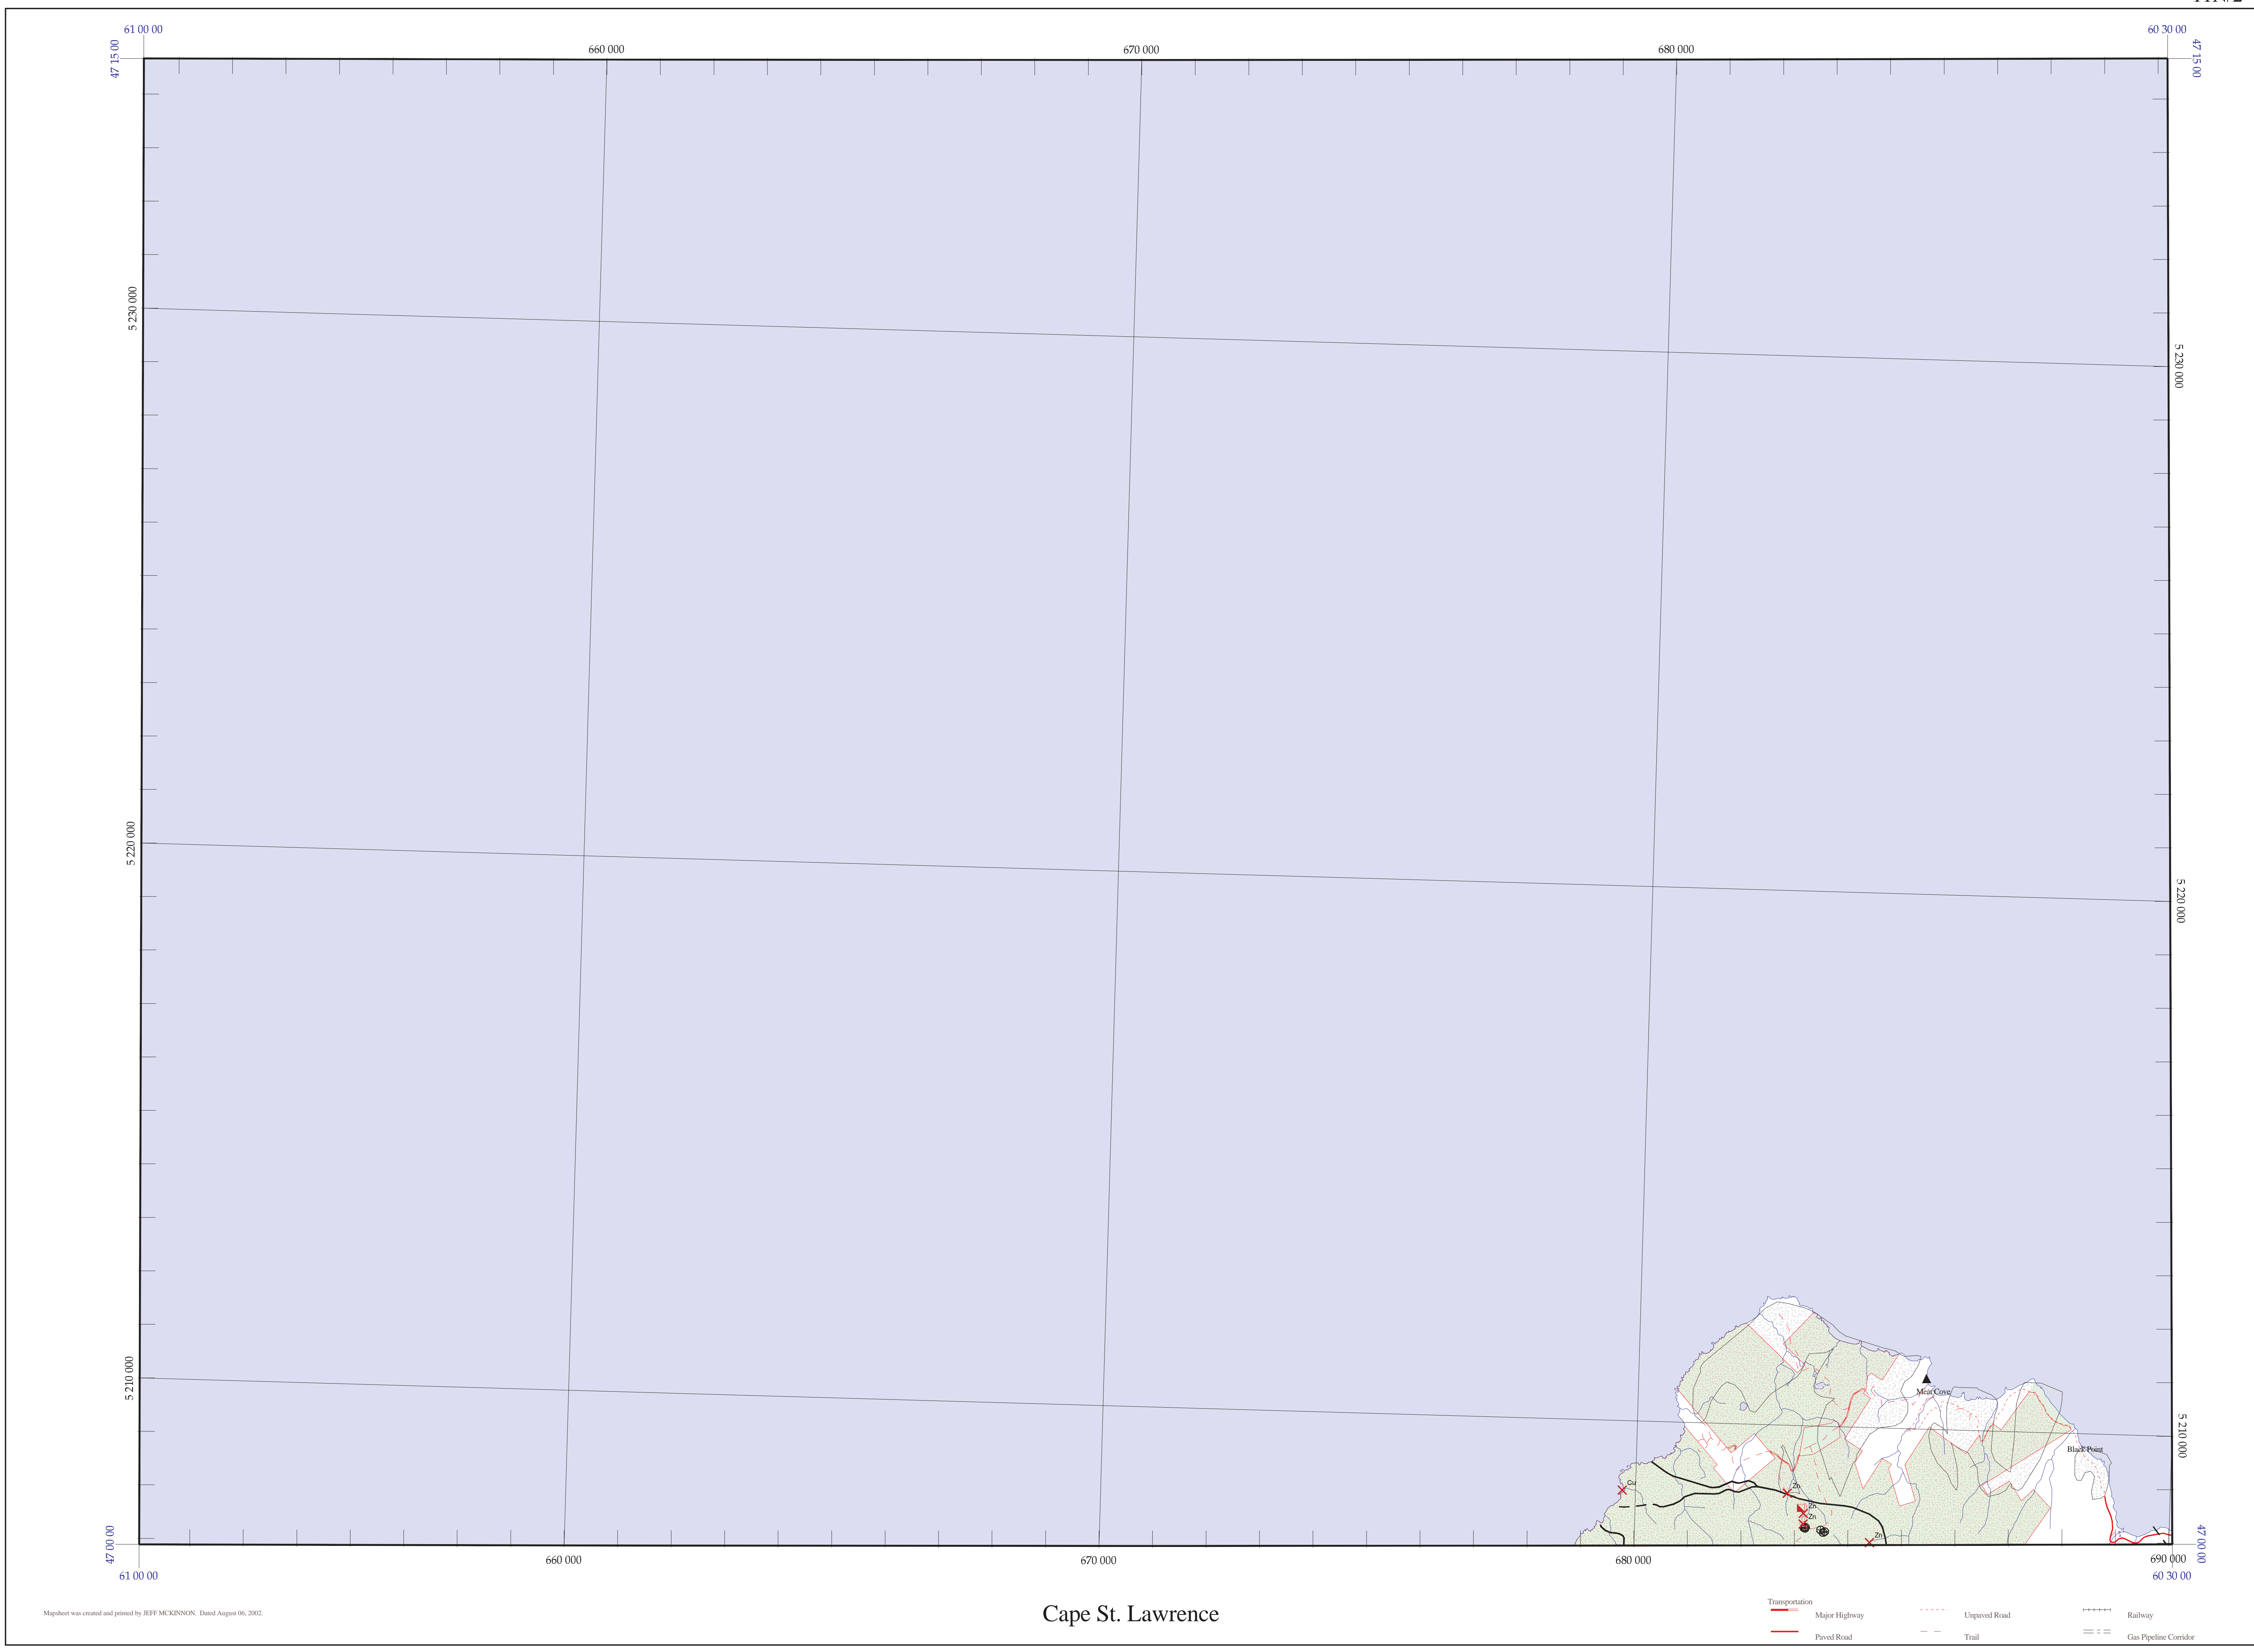 61 00 00
60 30 00
47 15 00
660 000
670 000
680 000
47 15 00
5 230 000
5 230 000
5 220 000
5 220 000
5 210 000
Meat Cove
5 210 000
Black Point
Cu
Zn
Zn
Zn
Zn
47 00 00
47 00 00
660 000
670 000
680 000
690 000
61 00 00
60 30 00
Mapsheet was created and printed by JEFF MCKINNON. Dated August 06, 2002.
Cape St. Lawrence
Transportation
Major Highway
Unpaved Road
Railway
Paved Road
Trail
Gas Pipeline Corridor